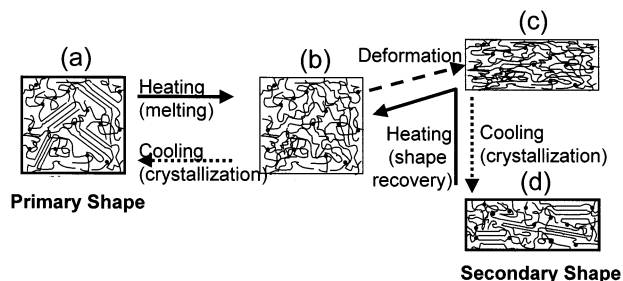 (a)
Heating
(melting)
Cooling
(crystallization)
Primary Shape
(b)
Deformation
(c)
Heating
(shape
recovery)
Cooling
(crystallization)
(d)
Secondary Shape